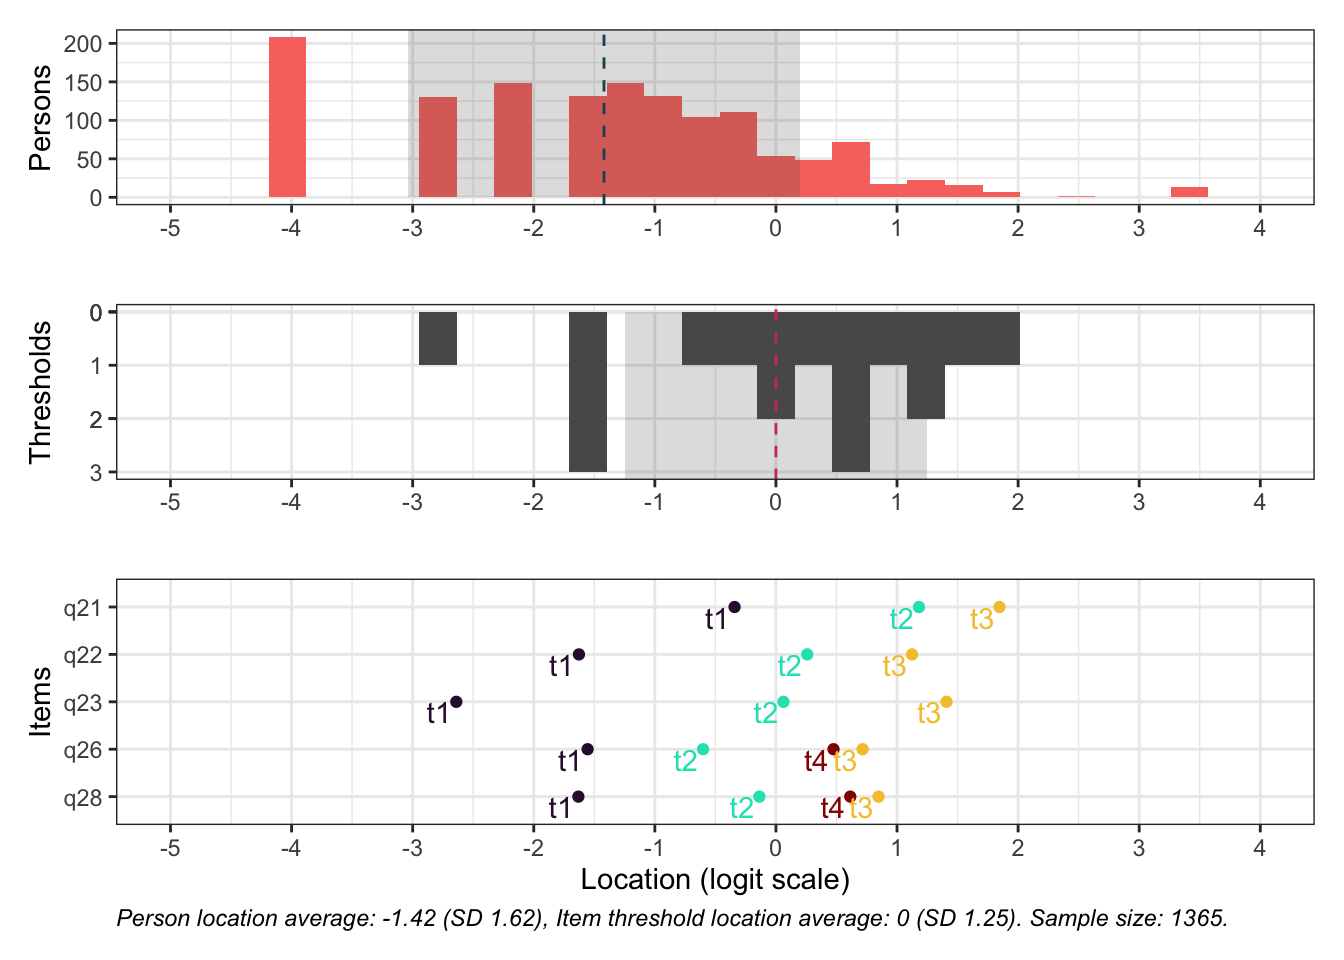 Persons
200
150
100
50
0
-5 -4 -3 -2 -1 0 1 2 3 4
Thresholds
0
1
2
3
-5 -4 -3 -2 -1 0 1 2 3 4
Items
q21 t1 t2 t3
q22 t1 t2 t3
q23 t1 t2 t3
q26 t1 t2 t4 t3
q28 t1 t2 t4 t3
-5 -4 -3 -2 -1 0 1 2 3 4
Location (logit scale)
Person location average: -1.42 (SD 1.62), Item threshold location average: 0 (SD 1.25). Sample size: 1365.